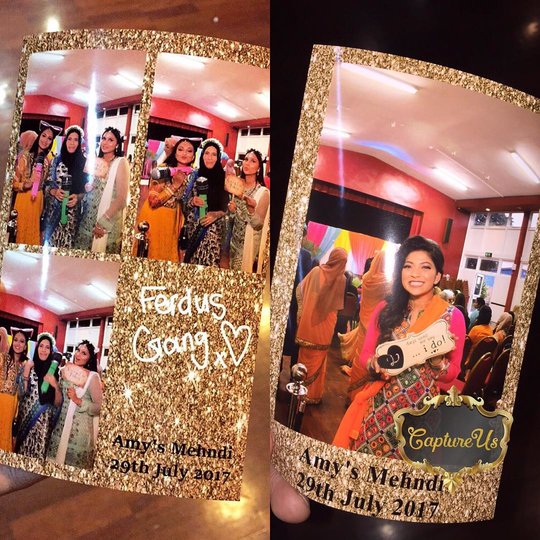 Ferdus
Gang x
Amy's Mehndi
29th July 2017
... i do!
CaptureUs
Amy's Mehndi
29th July 2017